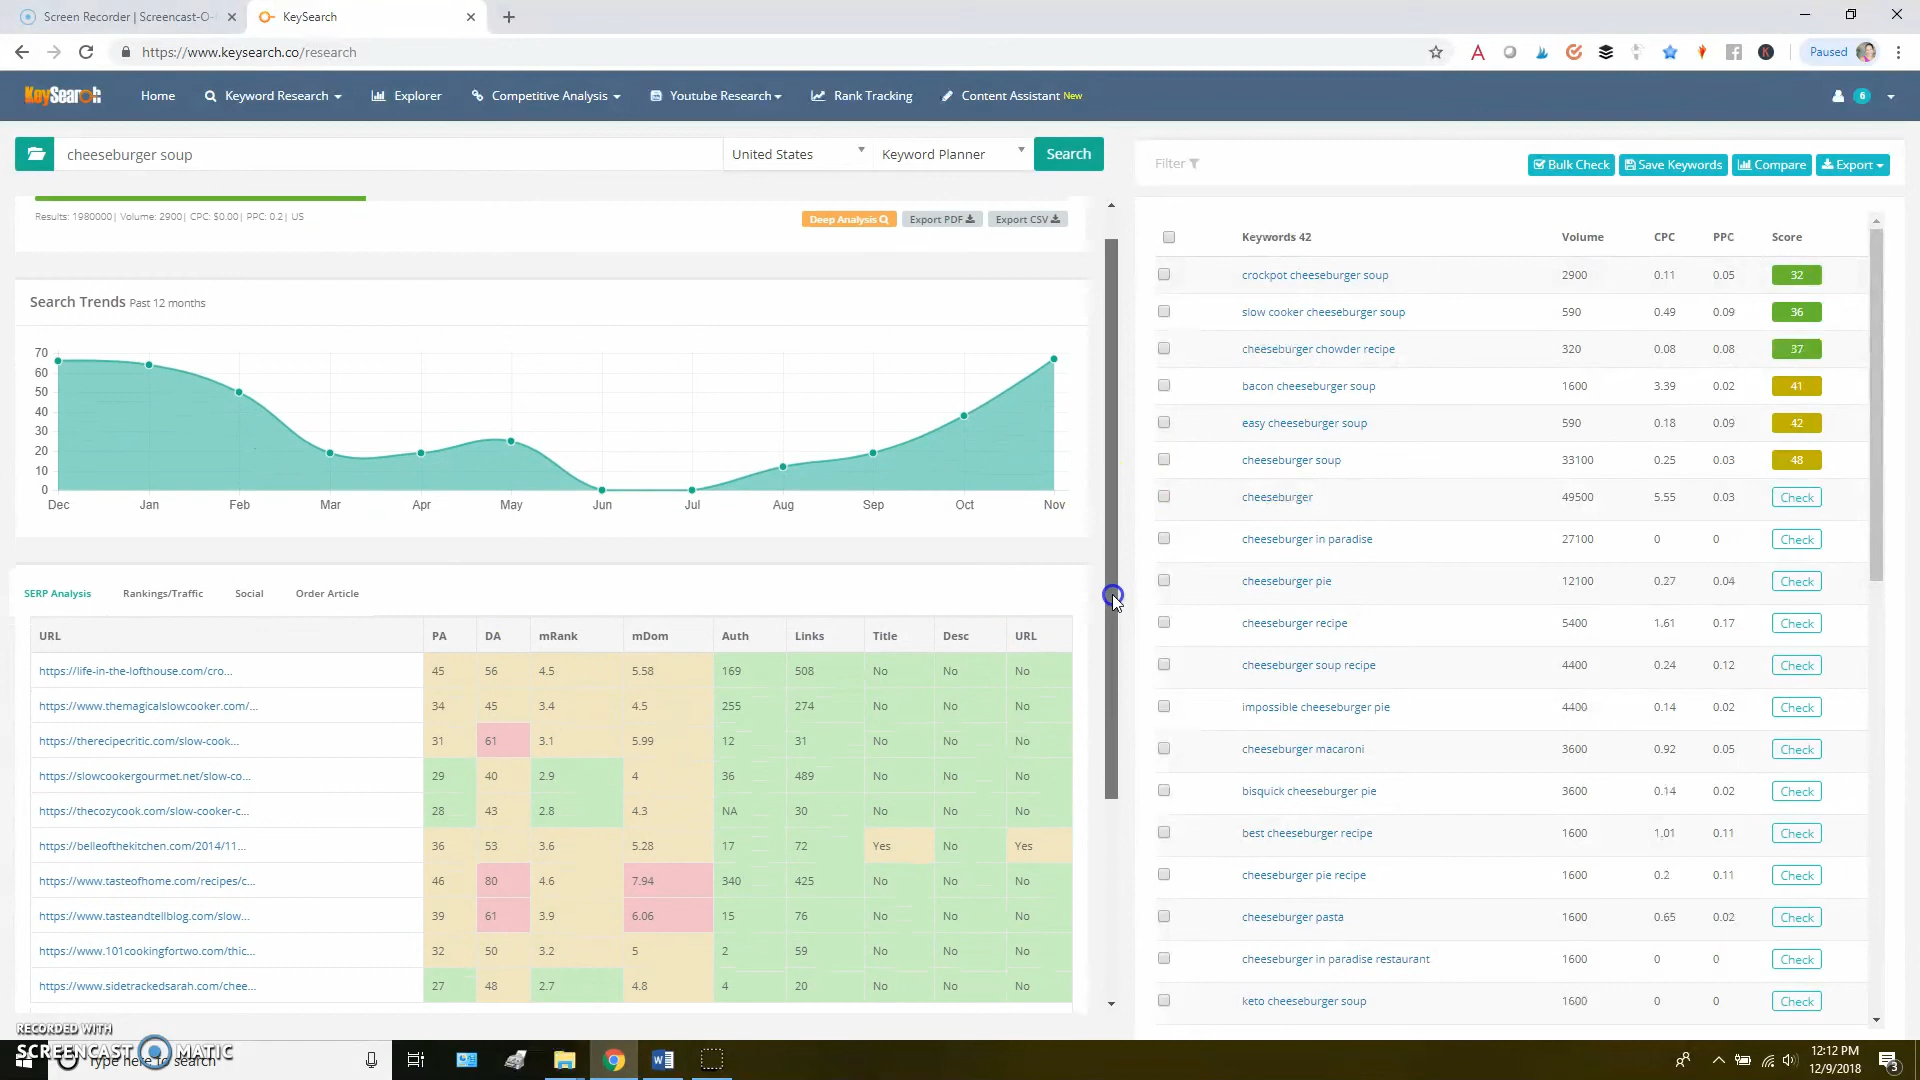 Screen Recorder | Screencast-O-
KeySearch
https://www.keysearch.co/research
Paused
KeySearch
Home
Keyword Research
Explorer
Competitive Analysis
Youtube Research
Rank Tracking
Content Assistant New
6
cheeseburger soup
United States
Keyword Planner
Search
Filter
Bulk Check
Save Keywords
Compare
Export
Results: 1980000| Volume: 2900| CPC: $0.00| PPC: 0.2| US
Deep Analysis
Export PDF
Export CSV
Search Trends Past 12 months
70
60
50
40
30
20
10
0
Dec Jan Feb Mar Apr May Jun Jul Aug Sep Oct Nov
SERP Analysis Rankings/Traffic Social Order Article
URL PA DA mRank mDom Auth Links Title Desc URL
https://life-in-the-lofthouse.com/cro... 45 56 4.5 5.58 169 508 No No No
https://www.themagicalslowcooker.com/... 34 45 3.4 4.5 255 274 No No No
https://therecipecritic.com/slow-cook... 31 61 3.1 5.99 12 31 No No No
https://slowcookergourmet.net/slow-co... 29 40 2.9 4 36 489 No No No
https://thecozycook.com/slow-cooker-c... 28 43 2.8 4.3 NA 30 No No No
https://belleofthekitchen.com/2014/11... 36 53 3.6 5.28 17 72 Yes No Yes
https://www.tasteofhome.com/recipes/c... 46 80 4.6 7.94 340 425 No No No
https://www.tasteandtellblog.com/slow... 39 61 3.9 6.06 15 76 No No No
https://www.101cookingfortwo.com/thic... 32 50 3.2 5 2 59 No No No
https://www.sidetrackedsarah.com/chee... 27 48 2.7 4.8 4 20 No No No
Keywords 42 Volume CPC PPC Score
crockpot cheeseburger soup 2900 0.11 0.05 32
slow cooker cheeseburger soup 590 0.49 0.09 36
cheeseburger chowder recipe 320 0.08 0.08 37
bacon cheeseburger soup 1600 3.39 0.02 41
easy cheeseburger soup 590 0.18 0.09 42
cheeseburger soup 33100 0.25 0.03 48
cheeseburger 49500 5.55 0.03 Check
cheeseburger in paradise 27100 0 0 Check
cheeseburger pie 12100 0.27 0.04 Check
cheeseburger recipe 5400 1.61 0.17 Check
cheeseburger soup recipe 4400 0.24 0.12 Check
impossible cheeseburger pie 4400 0.14 0.02 Check
cheeseburger macaroni 3600 0.92 0.05 Check
bisquick cheeseburger pie 3600 0.14 0.02 Check
best cheeseburger recipe 1600 1.01 0.11 Check
cheeseburger pie recipe 1600 0.2 0.11 Check
cheeseburger pasta 1600 0.65 0.02 Check
cheeseburger in paradise restaurant 1600 0 0 Check
keto cheeseburger soup 1600 0 0 Check
RECORDED WITH
SCREENCAST MATIC
Type here to search
12:12 PM
12/9/2018
3